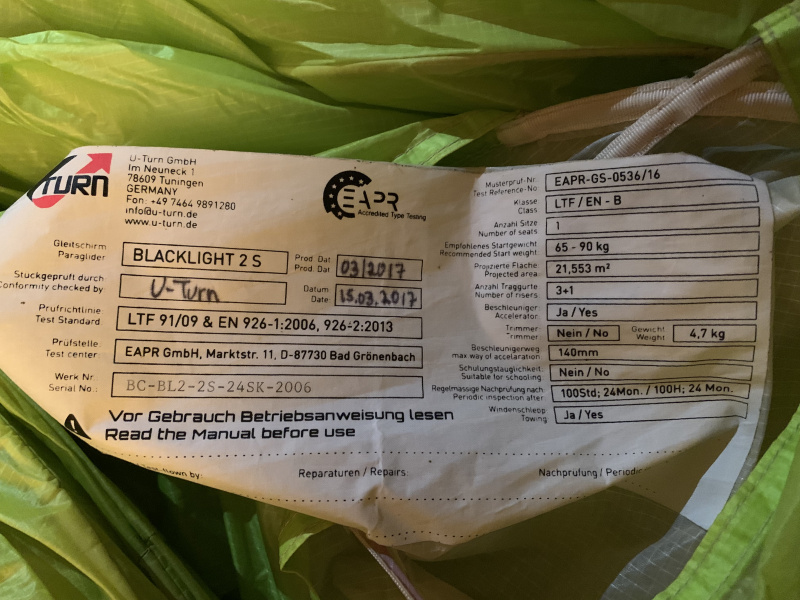 U-TURN
U-Turn GmbH
Im Neuneck 1
78609 Tuningen
GERMANY
Fon: +49 7464 9891280
info@u-turn.de
www.u-turn.de
EAPR
Accredited Type Testing
Gleitschirm
Paraglider
BLACKLIGHT 2 S
Prod. Dat
Prod. Dat.
03/2017
Stückgeprüft durch
Conformity checked by
U-Turn
Datum
Date:
15.03.2017
Prüfrichtlinie
Test Standard:
LTF 91/09 & EN 926-1:2006, 926-2:2013
Prüfstelle:
Test center:
EAPR GmbH, Marktstr. 11, D-87730 Bad Grönenbach
Werk Nr.
Serial No.:
BC-BL2-2S-24SK-2006
Vor Gebrauch Betriebsanweisung lesen
Read the Manual before use
Musterpruf-Nr.
Test Reference-No
EAPR-GS-0536/16
Klasse
Class
LTF / EN - B
Anzahl Sitze
Number of seats
1
Empfohlenes Startgewicht
Recommended Start weight:
65 - 90 kg
Projizierte Fläche:
Projected area:
21,553 m²
Anzahl Traggurte
Number of risers:
3+1
Beschleuniger:
Accelerator:
Ja / Yes
Trimmer:
Trimmer:
Nein / No
Gewicht
Weight
4,7 kg
Beschleunigerweg:
max way of accelaration:
140mm
Schulungstauglichkeit:
Suitable for schooling:
Nein / No
Regelmässige Nachprüfung nach
Periodic inspection after:
100Std; 24Mon. / 100H; 24 Mon.
Windenschlepp
Towing
Ja / Yes
flown by:
Reparaturen / Repairs:
Nachprüfung / Periodic